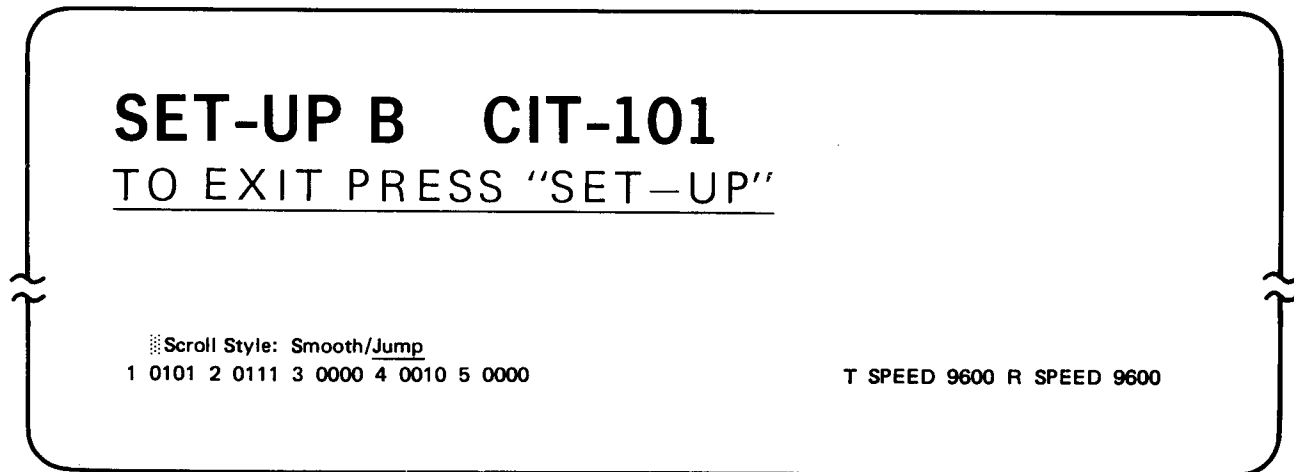 SET-UP B CIT-101
TO EXIT PRESS "SET-UP"
Scroll Style: Smooth/Jump
1 0101 2 0111 3 0000 4 0010 5 0000 T SPEED 9600 R SPEED 9600